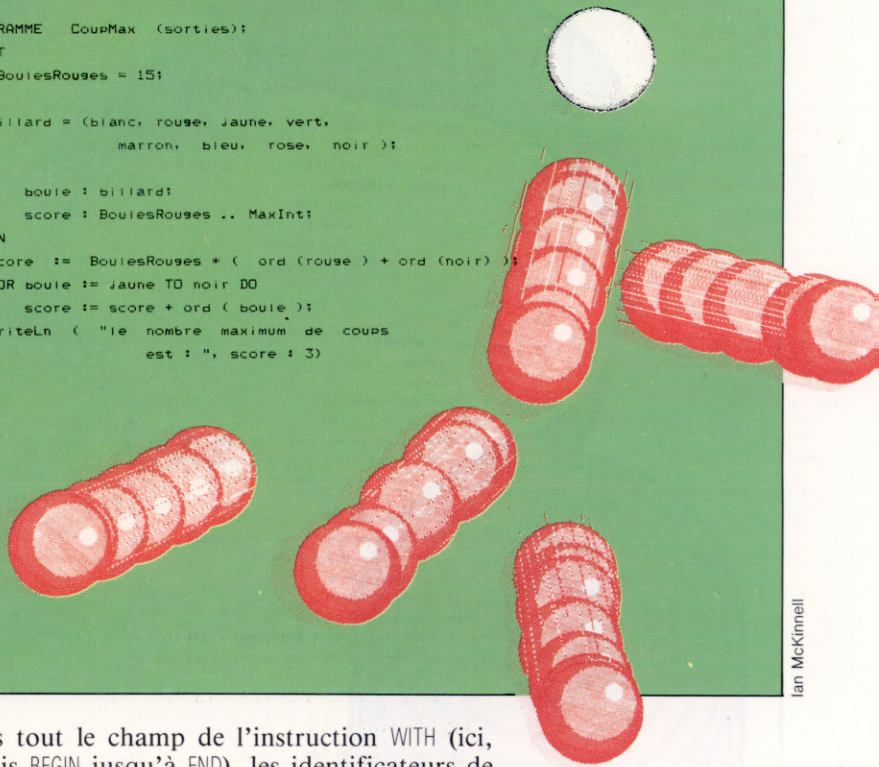 RAMME CoupMax (sorties);
T
BoulesRouges = 15;
illard = (blanc, rouge, jaune, vert,
marron, bleu, rose, noir );
boule : billard;
score : BoulesRouges .. MaxInt;
N
core := BoulesRouges * ( ord (rouge ) + ord (noir) );
OR boule := jaune TO noir DO
score := score + ord ( boule );
riteLn ( "le nombre maximum de coups
est : ", score : 3)
Ian McKinnell
s tout le champ de l'instruction WITH (ici,
is BEGIN jusqu'à END), les identificateurs de